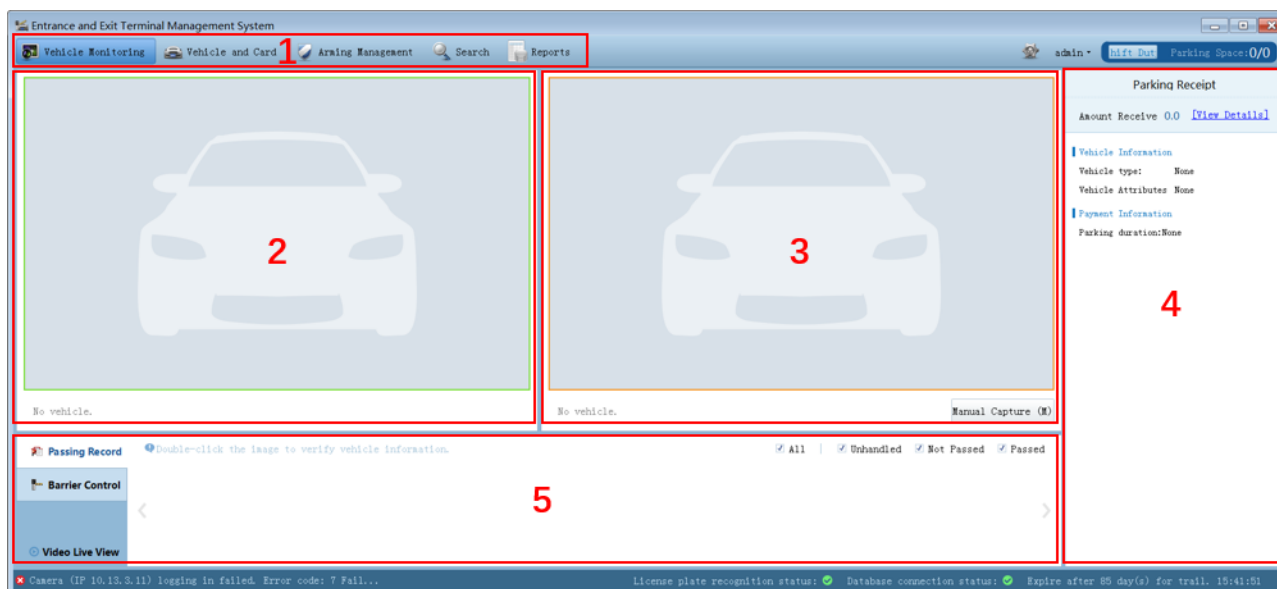 Entrance and Exit Terminal Management System
Vehicle Monitoring Vehicle and Card 1 Arming Management Search Reports admin hift Dut Parking Space:0/0
Parking Receipt
Amount Receive 0.0 [View Details]
Vehicle Information
Vehicle type: None
Vehicle Attributes None
Payment Information
Parking duration:None
2
3
4
No vehicle.
No vehicle. Manual Capture (M)
Passing Record Double-click the image to verify vehicle information. All Unhandled Not Passed Passed
Barrier Control
5
Video Live View
Camera (IP 10.13.3.11) logging in failed. Error code: 7 Fail... License plate recognition status: Database connection status: Expire after 85 day(s) for trail. 15:41:51